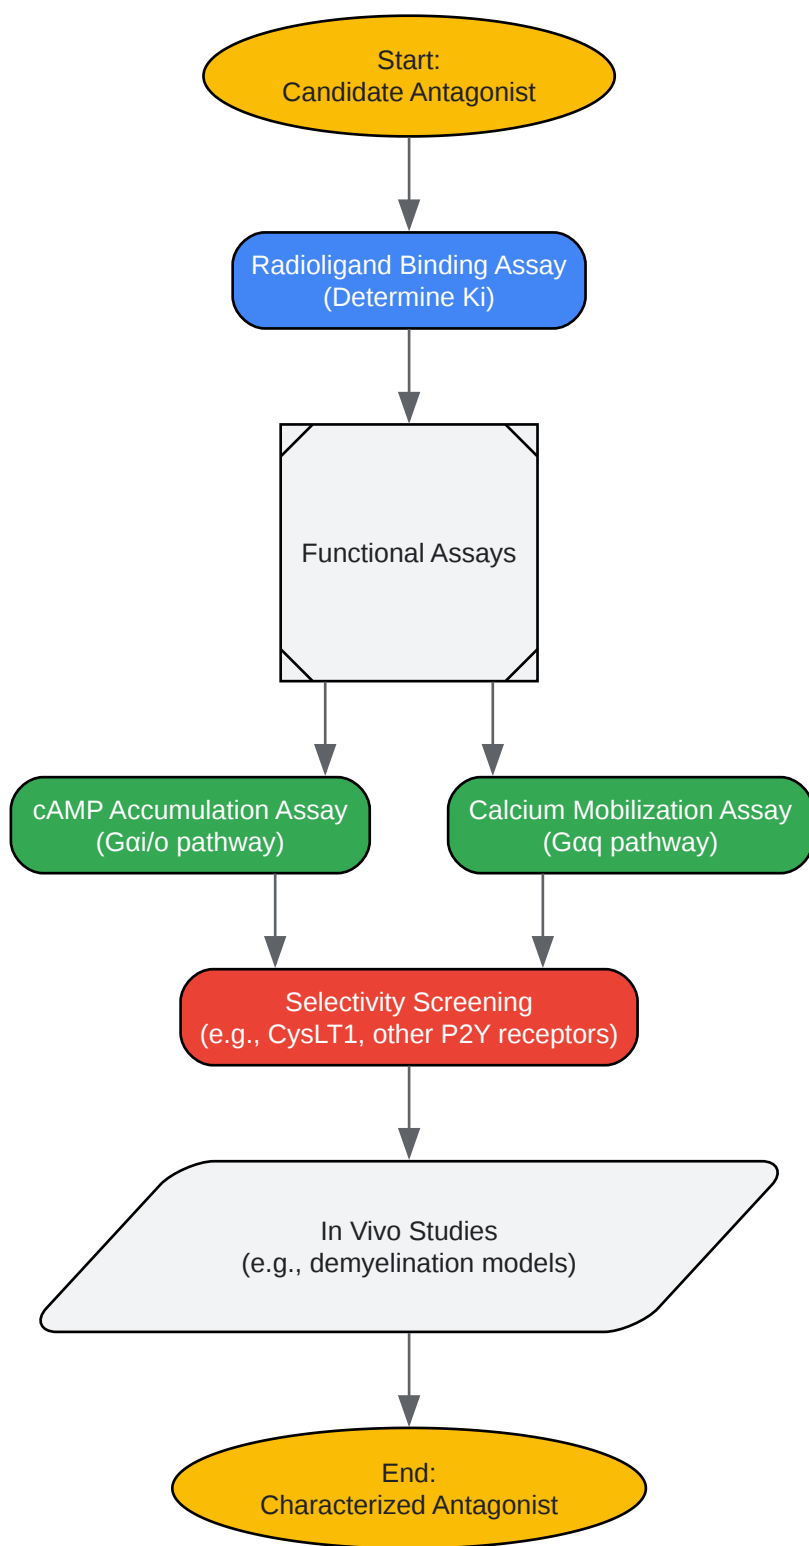 Start:
Candidate Antagonist
Radioligand Binding Assay
(Determine Ki)
Functional Assays
cAMP Accumulation Assay
(Gαi/o pathway)
Calcium Mobilization Assay
(Gαq pathway)
Selectivity Screening
(e.g., CysLT1, other P2Y receptors)
In Vivo Studies
(e.g., demyelination models)
End:
Characterized Antagonist